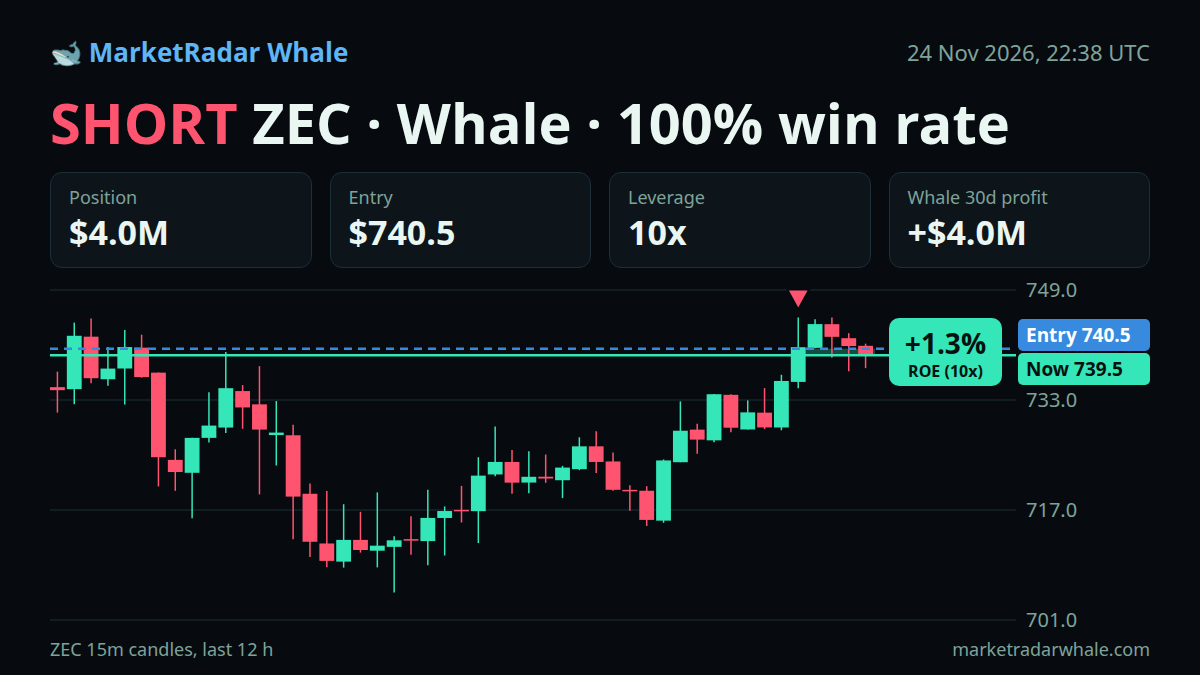 MarketRadar Whale
24 Nov 2026, 22:38 UTC
SHORT ZEC · Whale · 100% win rate
Position
$4.0M
Entry
$740.5
Leverage
10x
Whale 30d profit
+$4.0M
749.0
Entry 740.5
+1.3%
ROE (10x)
Now 739.5
733.0
717.0
701.0
ZEC 15m candles, last 12 h
marketradarwhale.com